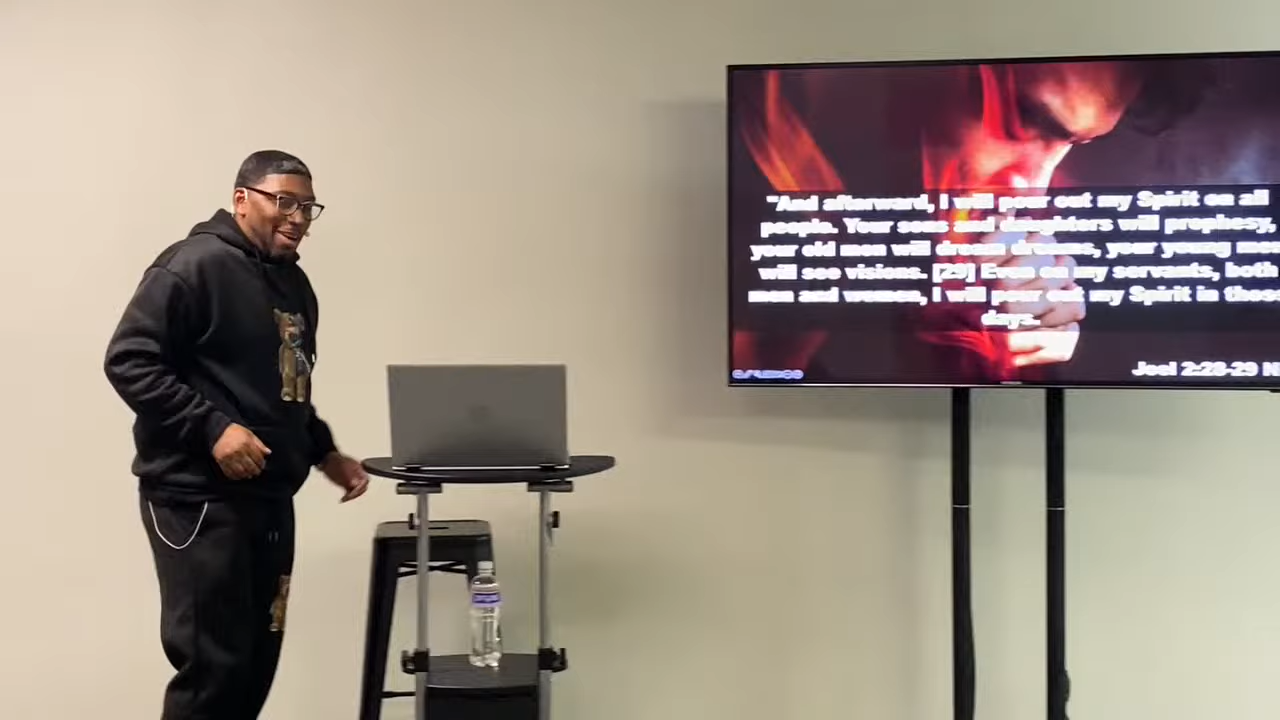 "And afterward, I will pour out my Spirit on all
people. Your sons and daughters will prophesy,
your old men will dream dreams, your young men
will see visions. [29] Even on my servants, both
men and women, I will pour out my Spirit in those
days.
Joel 2:28-29 N